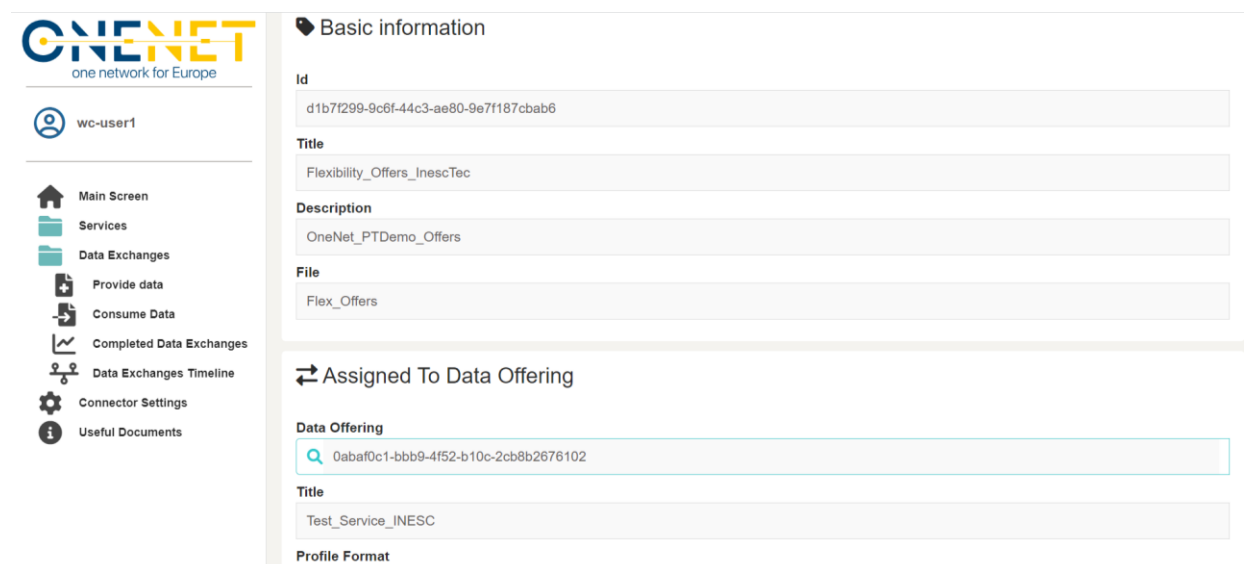 ONENET
one network for Europe
wc-user1
Main Screen
Services
Data Exchanges
Provide data
Consume Data
Completed Data Exchanges
Data Exchanges Timeline
Connector Settings
Useful Documents
Basic information
Id
d1b7f299-9c6f-44c3-ae80-9e7f187cbab6
Title
Flexibility_Offers_InescTec
Description
OneNet_PTDemo_Offers
File
Flex_Offers
Assigned To Data Offering
Data Offering
0abaf0c1-bbb9-4f52-b10c-2cb8b2676102
Title
Test_Service_INESC
Profile Format